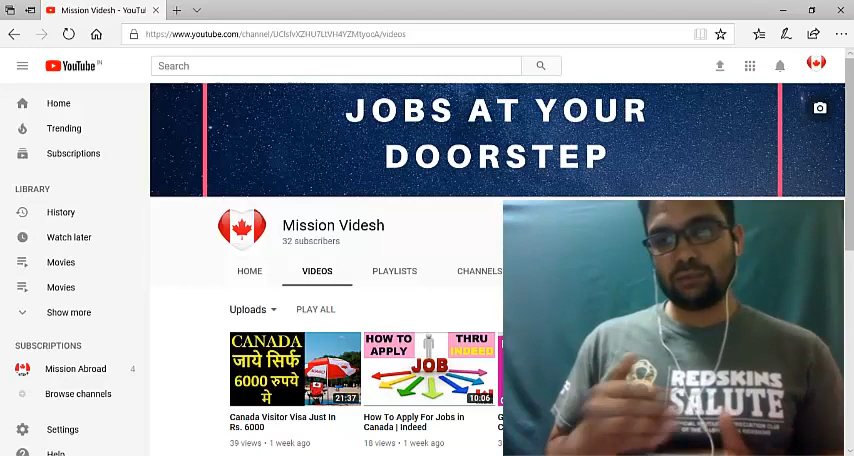 Mission Videsh - YouTu
https://www.youtube.com/channel/UClsfvXZHU7LtVH4YZMtyocA/videos
YouTube IN
Search
Home
Trending
Subscriptions
LIBRARY
History
Watch later
Movies
Movies
Show more
SUBSCRIPTIONS
Mission Abroad 4
Browse channels
Settings
Help
JOBS AT YOUR
DOORSTEP
Mission Videsh
32 subscribers
HOME VIDEOS PLAYLISTS CHANNELS
Uploads PLAY ALL
CANADA
जाये सिर्फ
6000 रुपये
मे
21:37
HOW TO
APPLY
THRU
INDEED
JOB
10:06
Canada Visitor Visa Just In
Rs. 6000
39 views • 1 week ago
How To Apply For Jobs in
Canada | Indeed
18 views • 1 week ago
REDSKINS
SALUTE